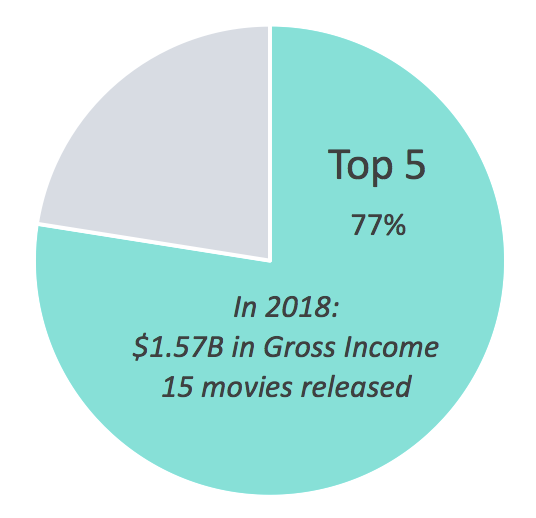 Top 5
77%
In 2018:
$1.57B in Gross Income
15 movies released